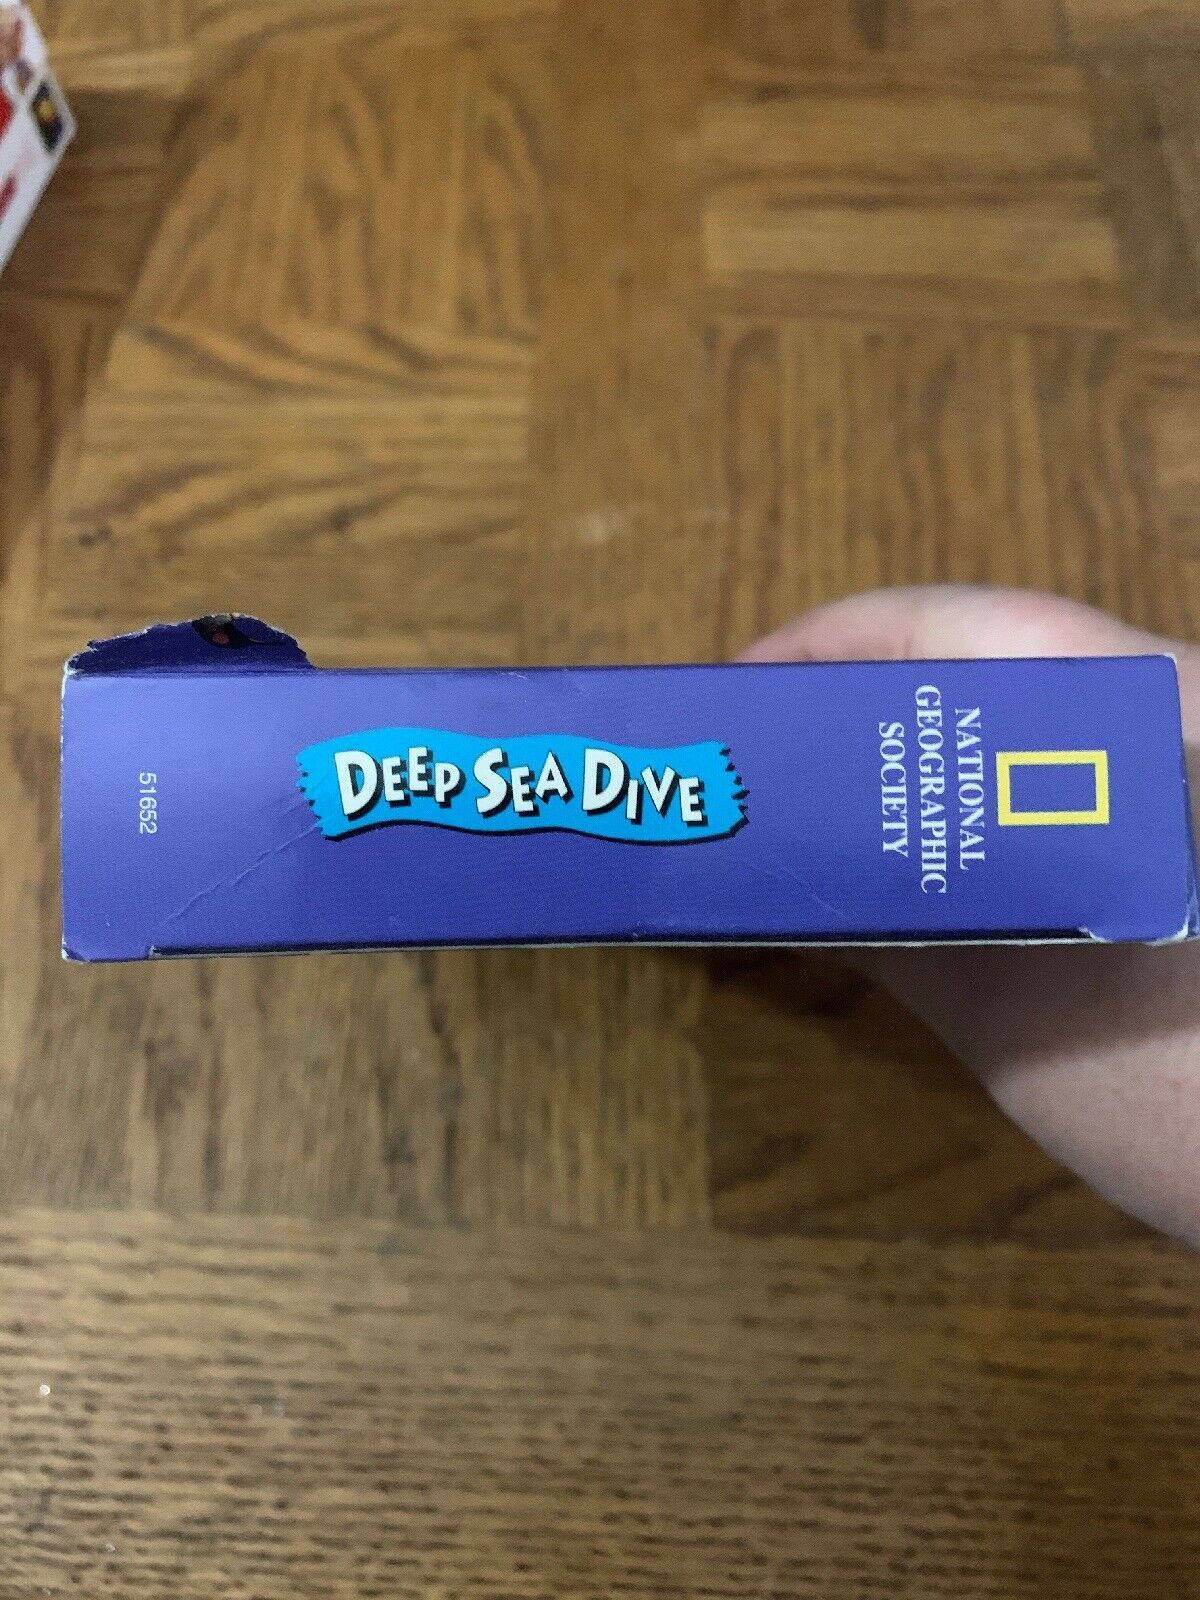 NATIONAL
GEOGRAPHIC
SOCIETY
DEEP SEA DIVE
51652